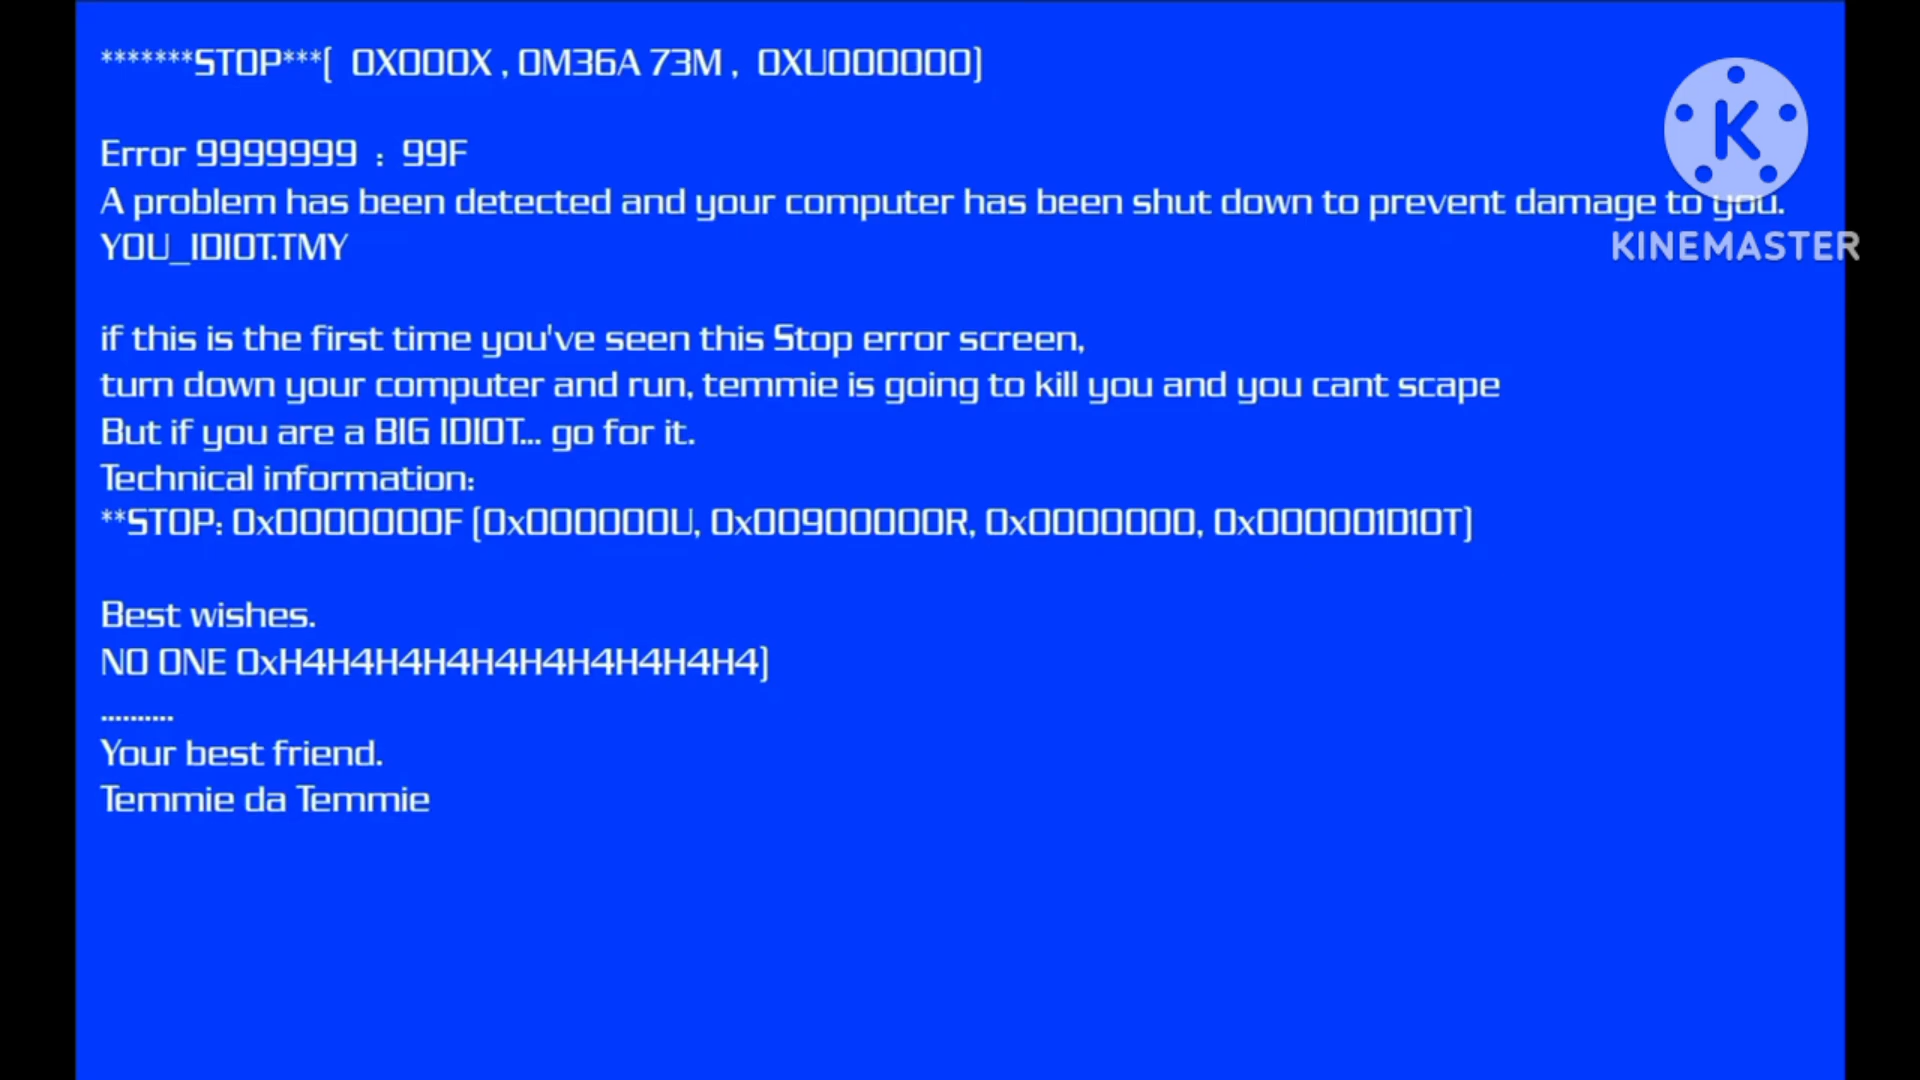 *******STOP***( 0X000X , 0M36A 73M , 0XU000000)
Error 9999999 : 99F
A problem has been detected and your computer has been shut down to prevent damage to you.
YOU_IDIOT.TMY
if this is the first time you've seen this Stop error screen,
turn down your computer and run, temmie is going to kill you and you cant scape
But if you are a BIG IDIOT... go for it.
Technical information:
**STOP: 0x0000000F (0x000000U, 0x00900000R, 0x0000000, 0x000001D10T)
Best wishes.
NO ONE 0xH4H4H4H4H4H4H4H4H4H4)
..........
Your best friend.
Temmie da Temmie
K
KINEMASTER